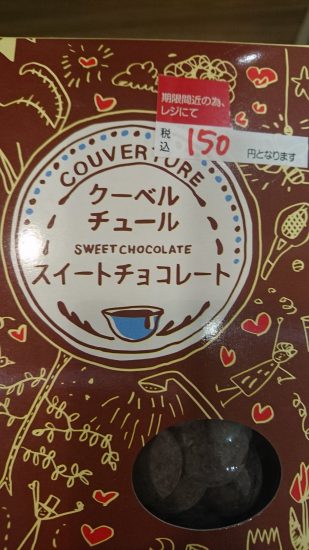 期限間近の為、
レジにて
税込 150 円となります
COUVERTURE
クーベル
チュール
SWEET CHOCOLATE
スイートチョコレート